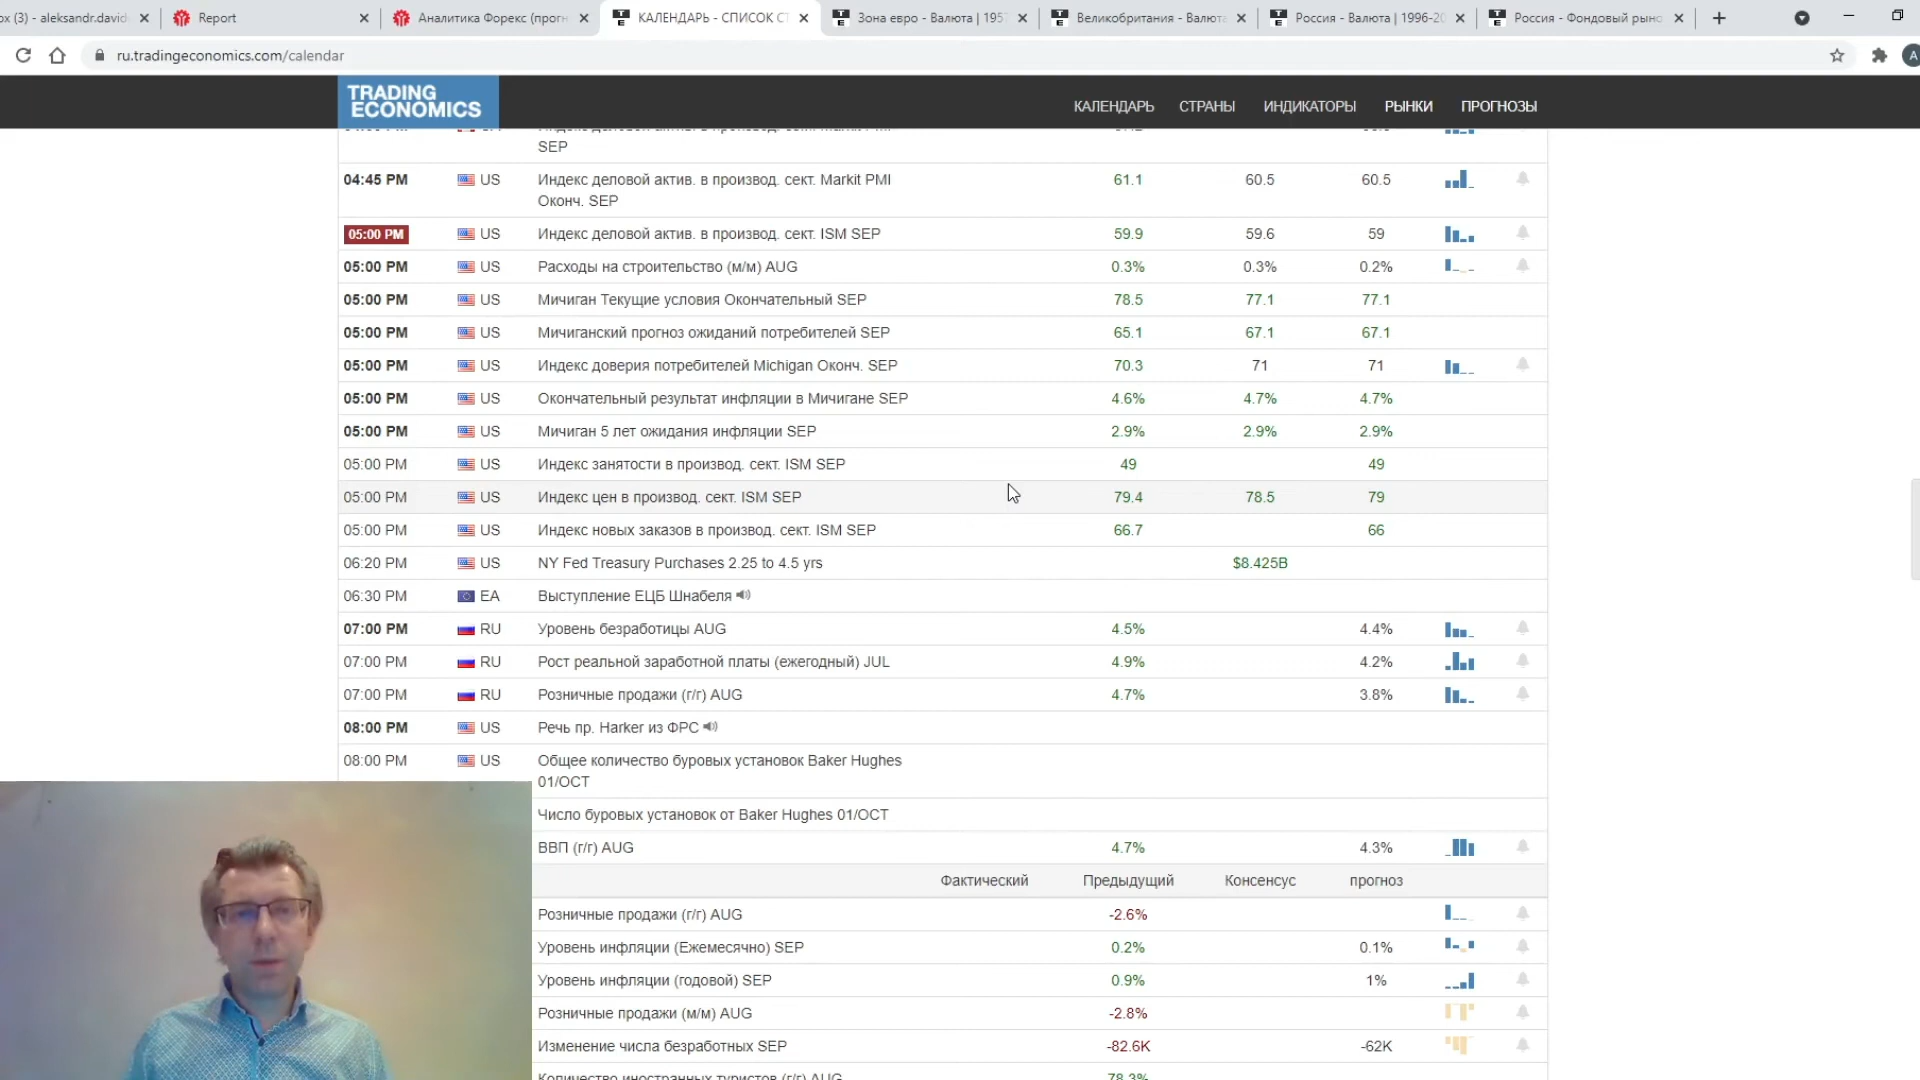 ox (3) - aleksandr.david
Report
Аналитика Форекс (прогн
КАЛЕНДАРЬ - СПИСОК СТ
Зона евро - Валюта | 1957
Великобритания - Валюта
Россия - Валюта | 1996-20
Россия - Фондовый рыно
ru.tradingeconomics.com/calendar
A
TRADING
ECONOMICS
КАЛЕНДАРЬ СТРАНЫ ИНДИКАТОРЫ РЫНКИ ПРОГНОЗЫ
SEP
04:45 PM US Индекс деловой актив. в производ. сект. Markit PMI 61.1 60.5 60.5
Оконч. SEP
05:00 PM US Индекс деловой актив. в производ. сект. ISM SEP 59.9 59.6 59
05:00 PM US Расходы на строительство (м/м) AUG 0.3% 0.3% 0.2%
05:00 PM US Мичиган Текущие условия Окончательный SEP 78.5 77.1 77.1
05:00 PM US Мичиганский прогноз ожиданий потребителей SEP 65.1 67.1 67.1
05:00 PM US Индекс доверия потребителей Michigan Оконч. SEP 70.3 71 71
05:00 PM US Окончательный результат инфляции в Мичигане SEP 4.6% 4.7% 4.7%
05:00 PM US Мичиган 5 лет ожидания инфляции SEP 2.9% 2.9% 2.9%
05:00 PM US Индекс занятости в производ. сект. ISM SEP 49 49
05:00 PM US Индекс цен в производ. сект. ISM SEP 79.4 78.5 79
05:00 PM US Индекс новых заказов в производ. сект. ISM SEP 66.7 66
06:20 PM US NY Fed Treasury Purchases 2.25 to 4.5 yrs $8.425B
06:30 PM EA Выступление ЕЦБ Шнабеля
07:00 PM RU Уровень безработицы AUG 4.5% 4.4%
07:00 PM RU Рост реальной заработной платы (ежегодный) JUL 4.9% 4.2%
07:00 PM RU Розничные продажи (г/г) AUG 4.7% 3.8%
08:00 PM US Речь пр. Harker из ФРС
08:00 PM US Общее количество буровых установок Baker Hughes
01/OCT
Число буровых установок от Baker Hughes 01/OCT
ВВП (г/г) AUG 4.7% 4.3%
Фактический Предыдущий Консенсус прогноз
Розничные продажи (г/г) AUG -2.6%
Уровень инфляции (Ежемесячно) SEP 0.2% 0.1%
Уровень инфляции (годовой) SEP 0.9% 1%
Розничные продажи (м/м) AUG -2.8%
Изменение числа безработных SEP -82.6K -62K
Количество иностранных туристов (г/г) AUG 78.3%